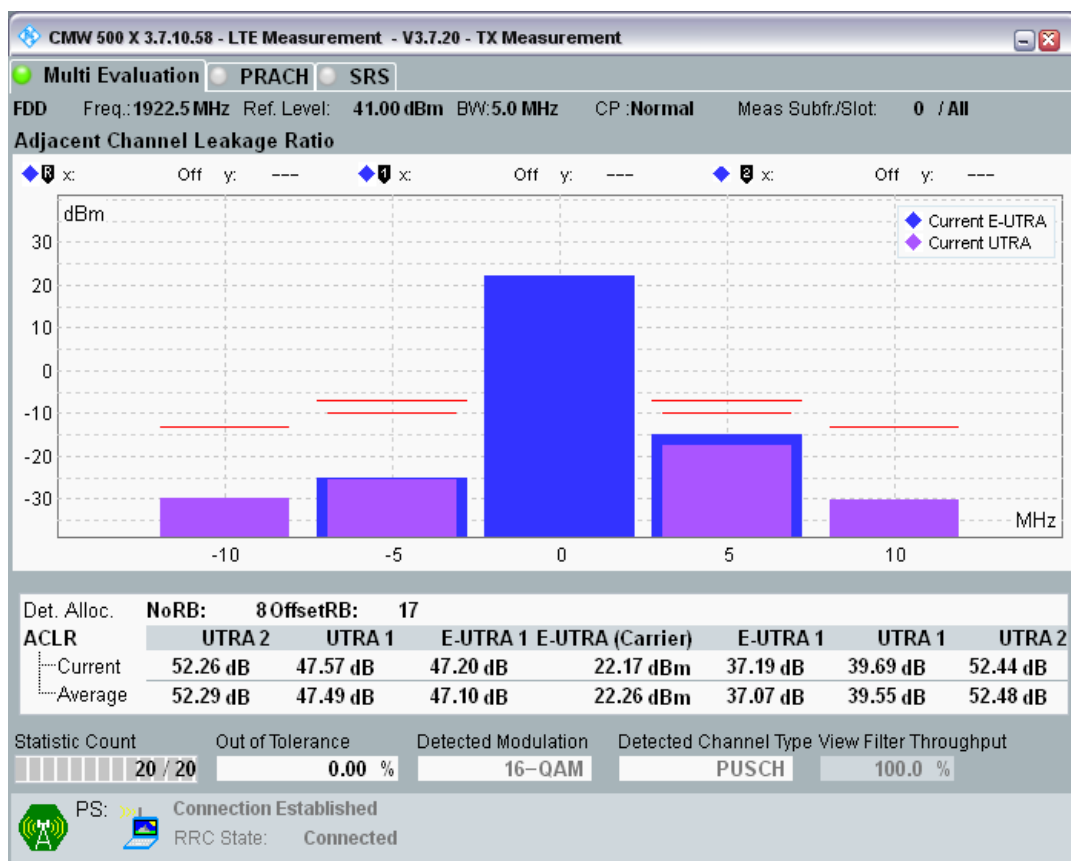 CMW 500 X 3.7.10.58 - LTE Measurement - V3.7.20 - TX Measurement
Multi Evaluation PRACH SRS
FDD Freq.: 1922.5 MHz Ref. Level: 41.00 dBm BW: 5.0 MHz CP : Normal Meas Subfr./Slot: 0 / All
Adjacent Channel Leakage Ratio
R x: Off y: --- 1 x: Off y: --- 2 x: Off y: ---
dBm
Current E-UTRA
Current UTRA
30
20
10
0
-10
-20
-30
MHz
-10 -5 0 5 10
Det. Alloc. NoRB: 8 OffsetRB: 17
ACLR UTRA 2 UTRA 1 E-UTRA 1 E-UTRA (Carrier) E-UTRA 1 UTRA 1 UTRA 2
Current 52.26 dB 47.57 dB 47.20 dB 22.17 dBm 37.19 dB 39.69 dB 52.44 dB
Average 52.29 dB 47.49 dB 47.10 dB 22.26 dBm 37.07 dB 39.55 dB 52.48 dB
Statistic Count Out of Tolerance Detected Modulation Detected Channel Type View Filter Throughput
20 / 20 0.00 % 16-QAM PUSCH 100.0 %
PS: Connection Established
RRC State: Connected